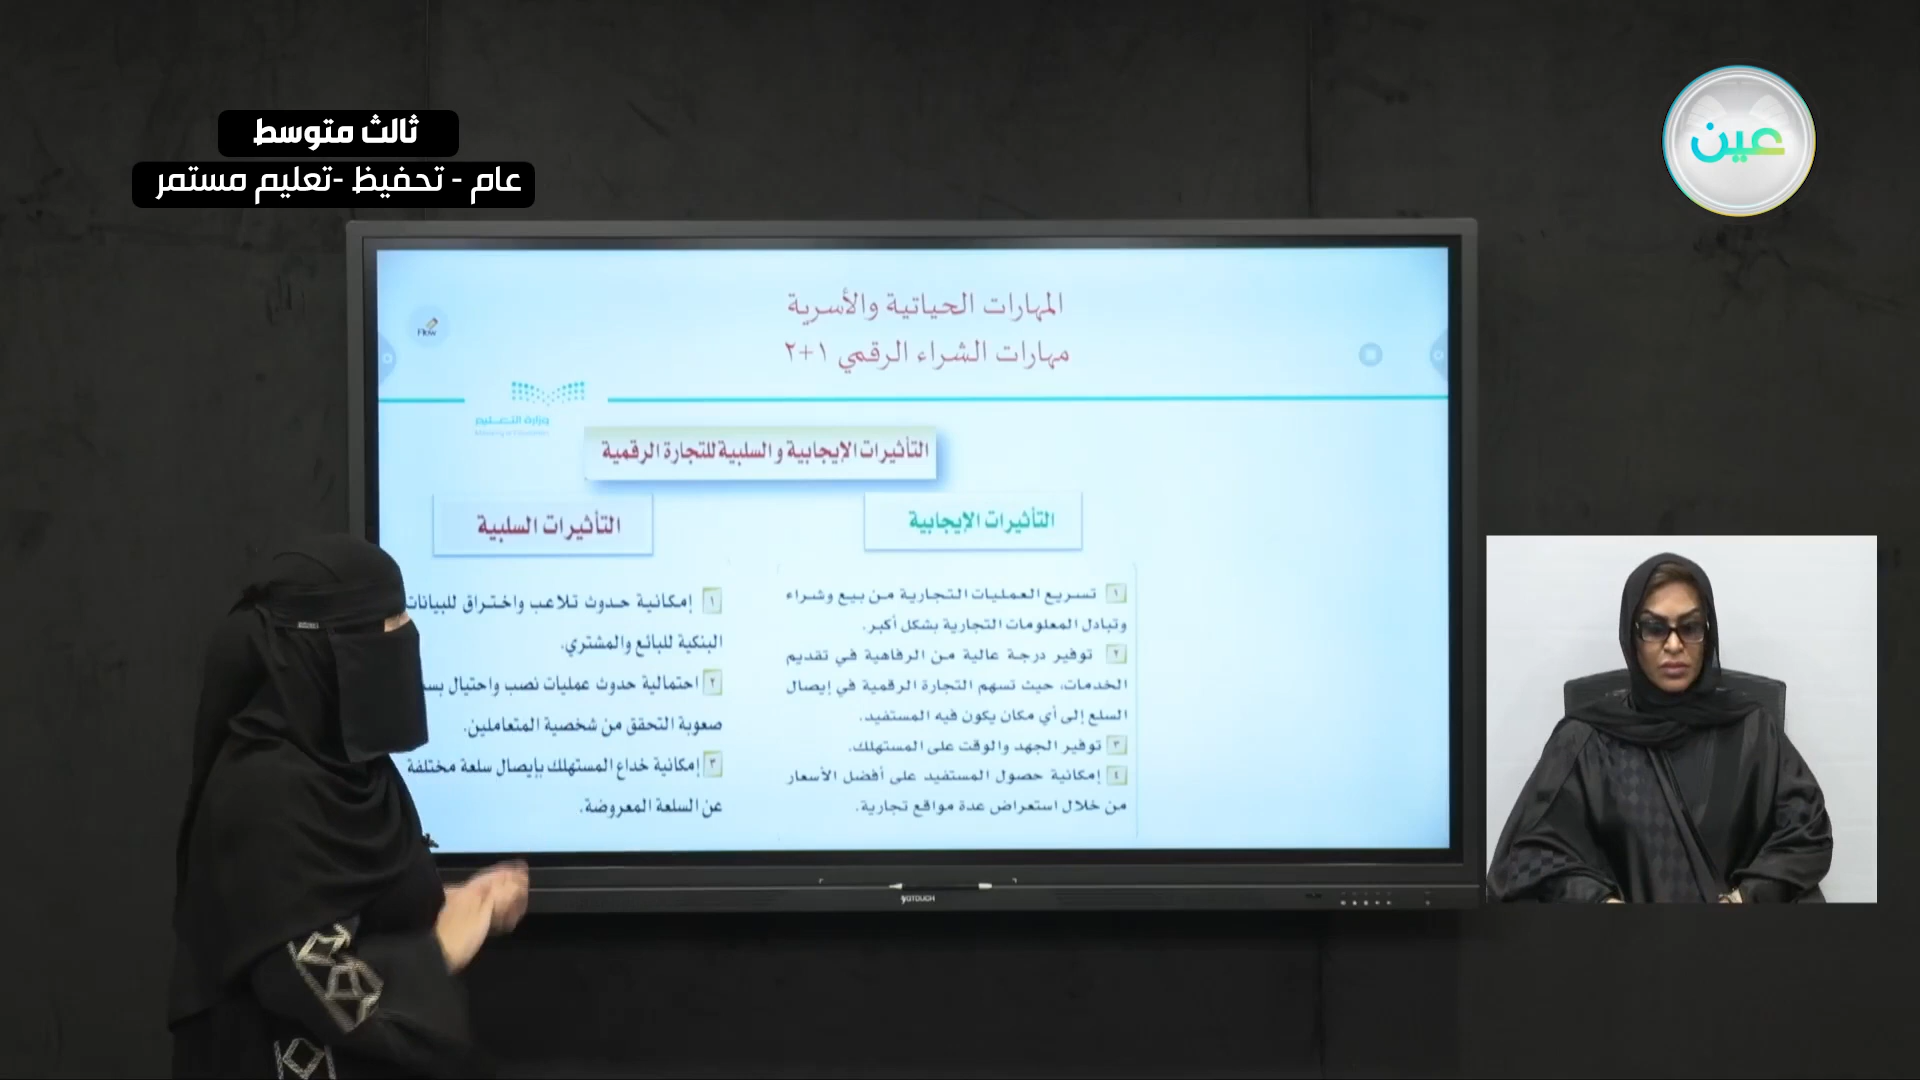 ثالث متوسط
عام - تحفيظ -تعليم مستمر
عين
المهارات الحياتية والأسرية
مهارات الشراء الرقمي ١+٢
Flow
وزارة التعليم
Ministry of Education
التأثيرات الإيجابية و السلبية للتجارة الرقمية
التأثيرات الإيجابية
١ تسريع العمليات التجارية من بيع وشراء
وتبادل المعلومات التجارية بشكل أكبر.
٢ توفير درجة عالية من الرفاهية في تقديم
الخدمات، حيث تسهم التجارة الرقمية في إيصال
السلع إلى أي مكان يكون فيه المستفيد.
٣ توفير الجهد والوقت على المستهلك.
٤ إمكانية حصول المستفيد على أفضل الأسعار
من خلال استعراض عدة مواقع تجارية.
التأثيرات السلبية
١ إمكانية حدوث تلاعب واختراق للبيانات
البنكية للبائع والمشتري.
٢ احتمالية حدوث عمليات نصب واحتيال
صعوبة التحقق من شخصية المتعاملين.
٣ إمكانية خداع المستهلك بإيصال سلعة مختلفة
عن السلعة المعروضة.